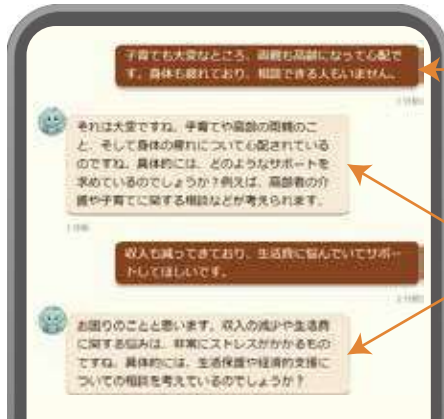 子育ても大変なところ、両親も高齢になって心配で
す。身体も疲れており、相談できる人もいません。
それは大変ですね。子育てや高齢の両親のこ
と、そして身体の疲れについて心配されている
のですね。具体的には、どのようなサポートを
求めているのでしょうか？例えば、高齢者の介
護や子育てに関する相談などが考えられます。
収入も減ってきており、生活費に悩んでいてサポー
トしてほしいです。
お困りのことと思います。収入の減少や生活費
に関する悩みは、非常にストレスがかかるもの
ですね。具体的には、生活保護や経済的支援に
ついての相談を考えているのでしょうか？